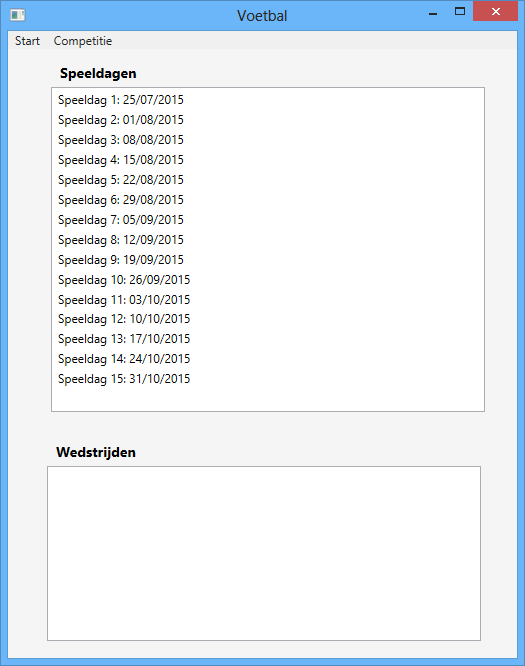 Voetbal
Start Competitie
Speeldagen
Speeldag 1: 25/07/2015
Speeldag 2: 01/08/2015
Speeldag 3: 08/08/2015
Speeldag 4: 15/08/2015
Speeldag 5: 22/08/2015
Speeldag 6: 29/08/2015
Speeldag 7: 05/09/2015
Speeldag 8: 12/09/2015
Speeldag 9: 19/09/2015
Speeldag 10: 26/09/2015
Speeldag 11: 03/10/2015
Speeldag 12: 10/10/2015
Speeldag 13: 17/10/2015
Speeldag 14: 24/10/2015
Speeldag 15: 31/10/2015
Wedstrijden